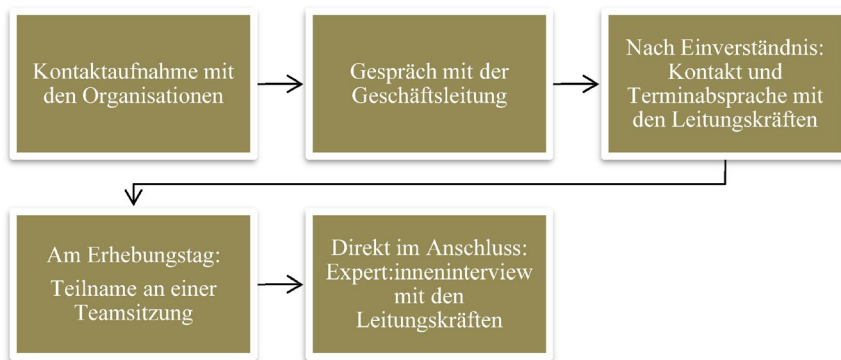 Kontaktaufnahme mit
den Organisationen
Gespräch mit der
Geschäftsleitung
Nach Einverständnis:
Kontakt und
Terminabsprache mit
den Leitungskräften
Am Erhebungstag:
Teilname an einer
Teamsitzung
Direkt im Anschluss:
Expert:inneninterview
mit den
Leitungskräften